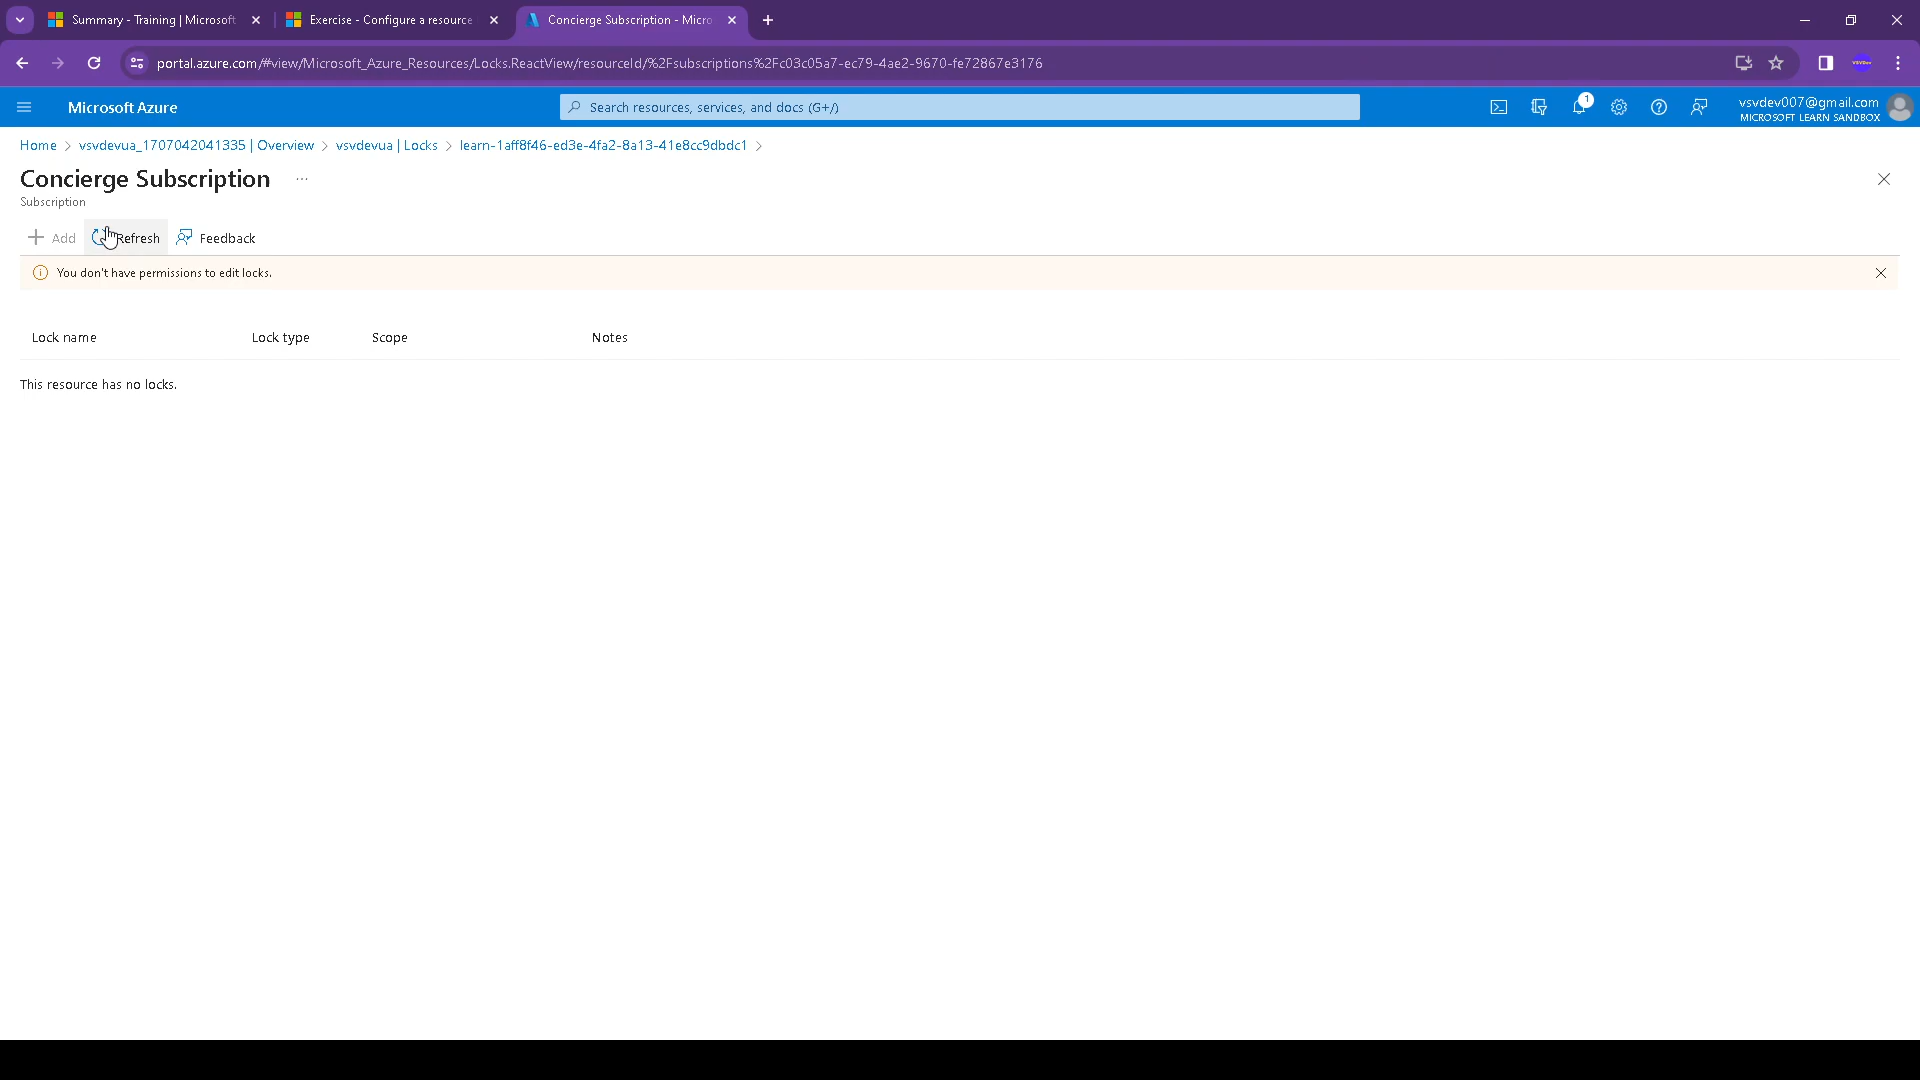 Summary - Training | Microsoft
Exercise - Configure a resource
Concierge Subscription - Micro
portal.azure.com/#view/Microsoft_Azure_Resources/Locks.ReactView/resourceId/%2Fsubscriptions%2Fc03c05a7-ec79-4ae2-9670-fe72867e3176
Microsoft Azure
Search resources, services, and docs (G+/)
1
vsvdev007@gmail.com
MICROSOFT LEARN SANDBOX
Home > vsvdevua_1707042041335 | Overview > vsvdevua | Locks > learn-1aff8f46-ed3e-4fa2-8a13-41e8cc9dbdc1 >
Concierge Subscription ...
Subscription
Add Refresh Feedback
You don't have permissions to edit locks.
Lock name Lock type Scope Notes
This resource has no locks.